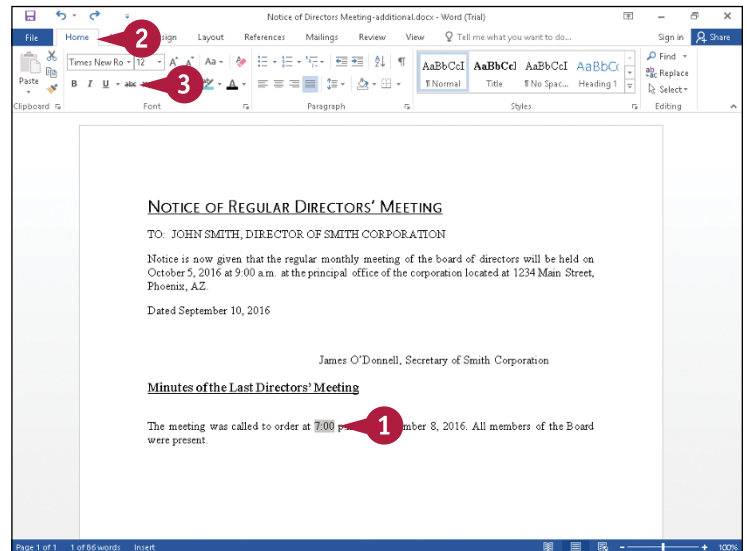 Notice of Directors Meeting-additional.docx - Word (Trial)
File Home sign Layout References Mailings Review View Tell me what you want to do... Sign in Share
2
Paste
Times New Ro 12 A A Aa
B I U abc A
3
¶
AaBbCcI AaBbCcI AaBbCcI AaBbCc
¶ Normal Title ¶ No Spac... Heading 1
Find
Replace
Select
Clipboard Font Paragraph Styles Editing
NOTICE OF REGULAR DIRECTORS' MEETING
TO: JOHN SMITH, DIRECTOR OF SMITH CORPORATION
Notice is now given that the regular monthly meeting of the board of directors will be held on
October 5, 2016 at 9:00 a.m. at the principal office of the corporation located at 1234 Main Street,
Phoenix, AZ.
Dated September 10, 2016
James O'Donnell, Secretary of Smith Corporation
Minutes of the Last Directors' Meeting
The meeting was called to order at 7:00 p 1 mber 8, 2016. All members of the Board
were present.
Page 1 of 1 1 of 86 words Insert 100%